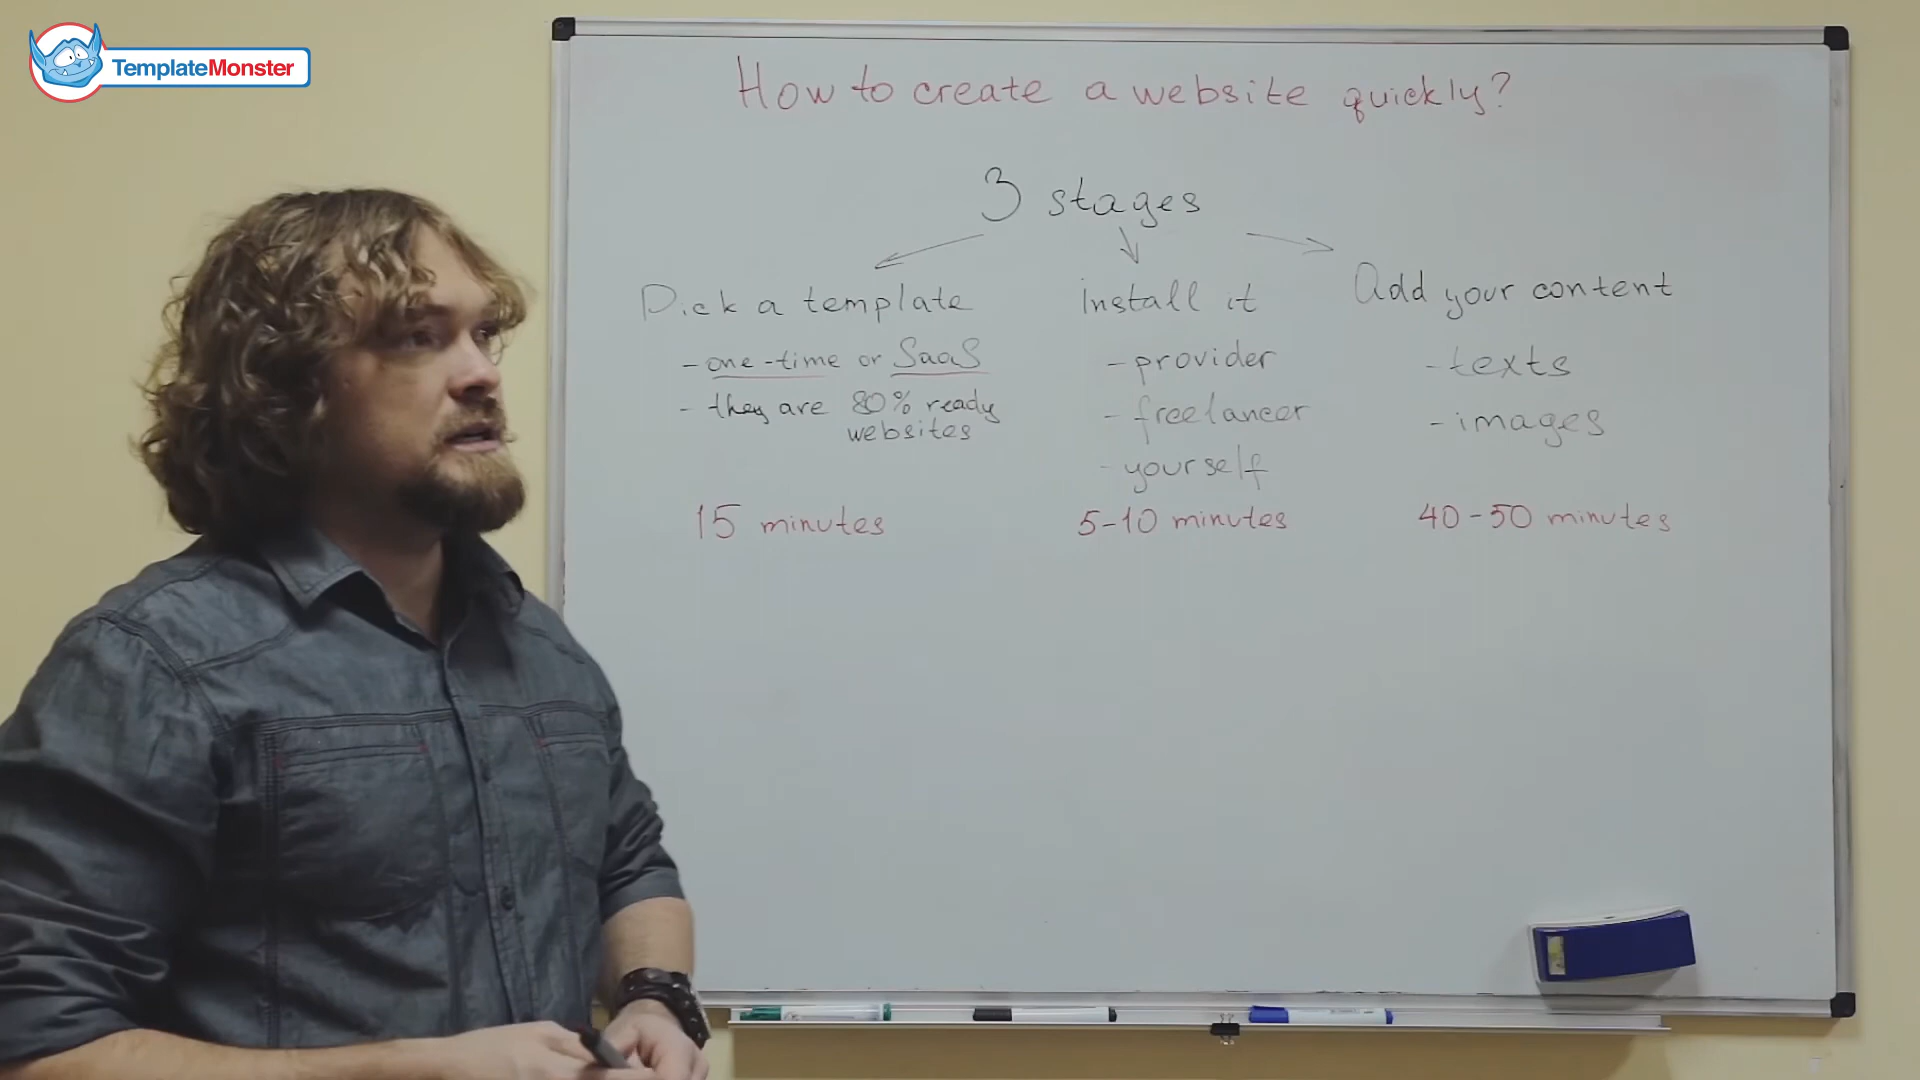 TemplateMonster
How to create a website quickly?
3 stages
Pick a template
- one-time or SaaS
- they are 80% ready
websites
15 minutes
install it
- provider
- freelancer
- yourself
5-10 minutes
Add your content
- texts
- images
40-50 minutes